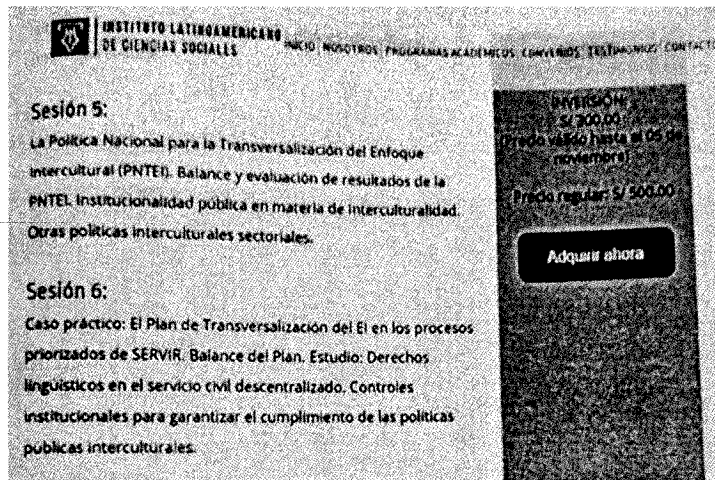 INSTITUTO LATINOAMERICANO
DE CIENCIAS SOCIALES
INICIO NOSOTROS PROGRAMAS ACADEMICOS CONVENIOS TESTIMONIOS CONTACTO
Sesión 5:
La Política Nacional para la Transversalización del Enfoque
Intercultural (PNTEI). Balance y evaluación de resultados de la
PNTEI. Institucionalidad pública en materia de interculturalidad.
Otras políticas interculturales sectoriales.
Sesión 6:
Caso práctico: El Plan de Transversalización del EI en los procesos
priorizados de SERVIR. Balance del Plan. Estudio: Derechos
lingüísticos en el servicio civil descentralizado. Controles
institucionales para garantizar el cumplimiento de las políticas
públicas interculturales.
INVERSIÓN:
S/ 300.00
(Precio válido hasta el 05 de
noviembre)
Precio regular: S/ 500.00
Adquirir ahora